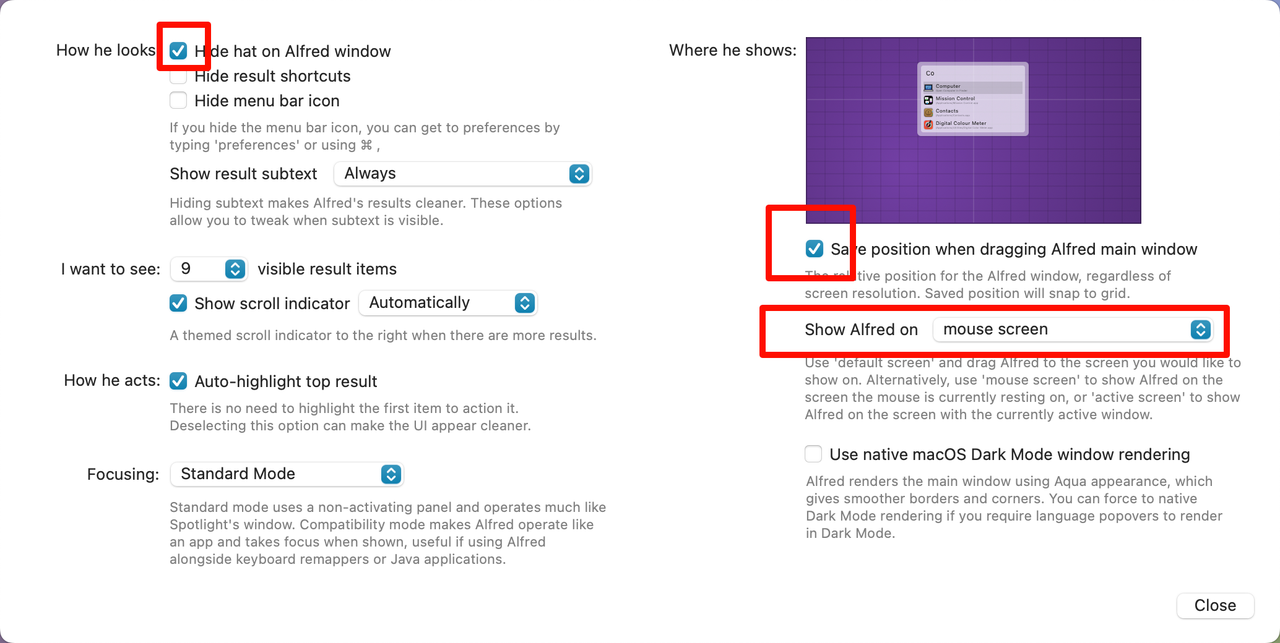 How he looks
Hide hat on Alfred window
Hide result shortcuts
Hide menu bar icon
If you hide the menu bar icon, you can get to preferences by
typing 'preferences' or using ⌘ ,
Show result subtext Always
Hiding subtext makes Alfred's results cleaner. These options
allow you to tweak when subtext is visible.
I want to see: 9 visible result items
Show scroll indicator Automatically
A themed scroll indicator to the right when there are more results.
How he acts: Auto-highlight top result
There is no need to highlight the first item to action it.
Deselecting this option can make the UI appear cleaner.
Focusing: Standard Mode
Standard mode uses a non-activating panel and operates much like
Spotlight's window. Compatibility mode makes Alfred operate like
an app and takes focus when shown, useful if using Alfred
alongside keyboard remappers or Java applications.
Where he shows:
Co
Computer
Mission Control
Contacts
Digital Colour Meter
Save position when dragging Alfred main window
The relative position for the Alfred window, regardless of
screen resolution. Saved position will snap to grid.
Show Alfred on mouse screen
Use 'default screen' and drag Alfred to the screen you would like to
show on. Alternatively, use 'mouse screen' to show Alfred on the
screen the mouse is currently resting on, or 'active screen' to show
Alfred on the screen with the currently active window.
Use native macOS Dark Mode window rendering
Alfred renders the main window using Aqua appearance, which
gives smoother borders and corners. You can force to native
Dark Mode rendering if you require language popovers to render
in Dark Mode.
Close